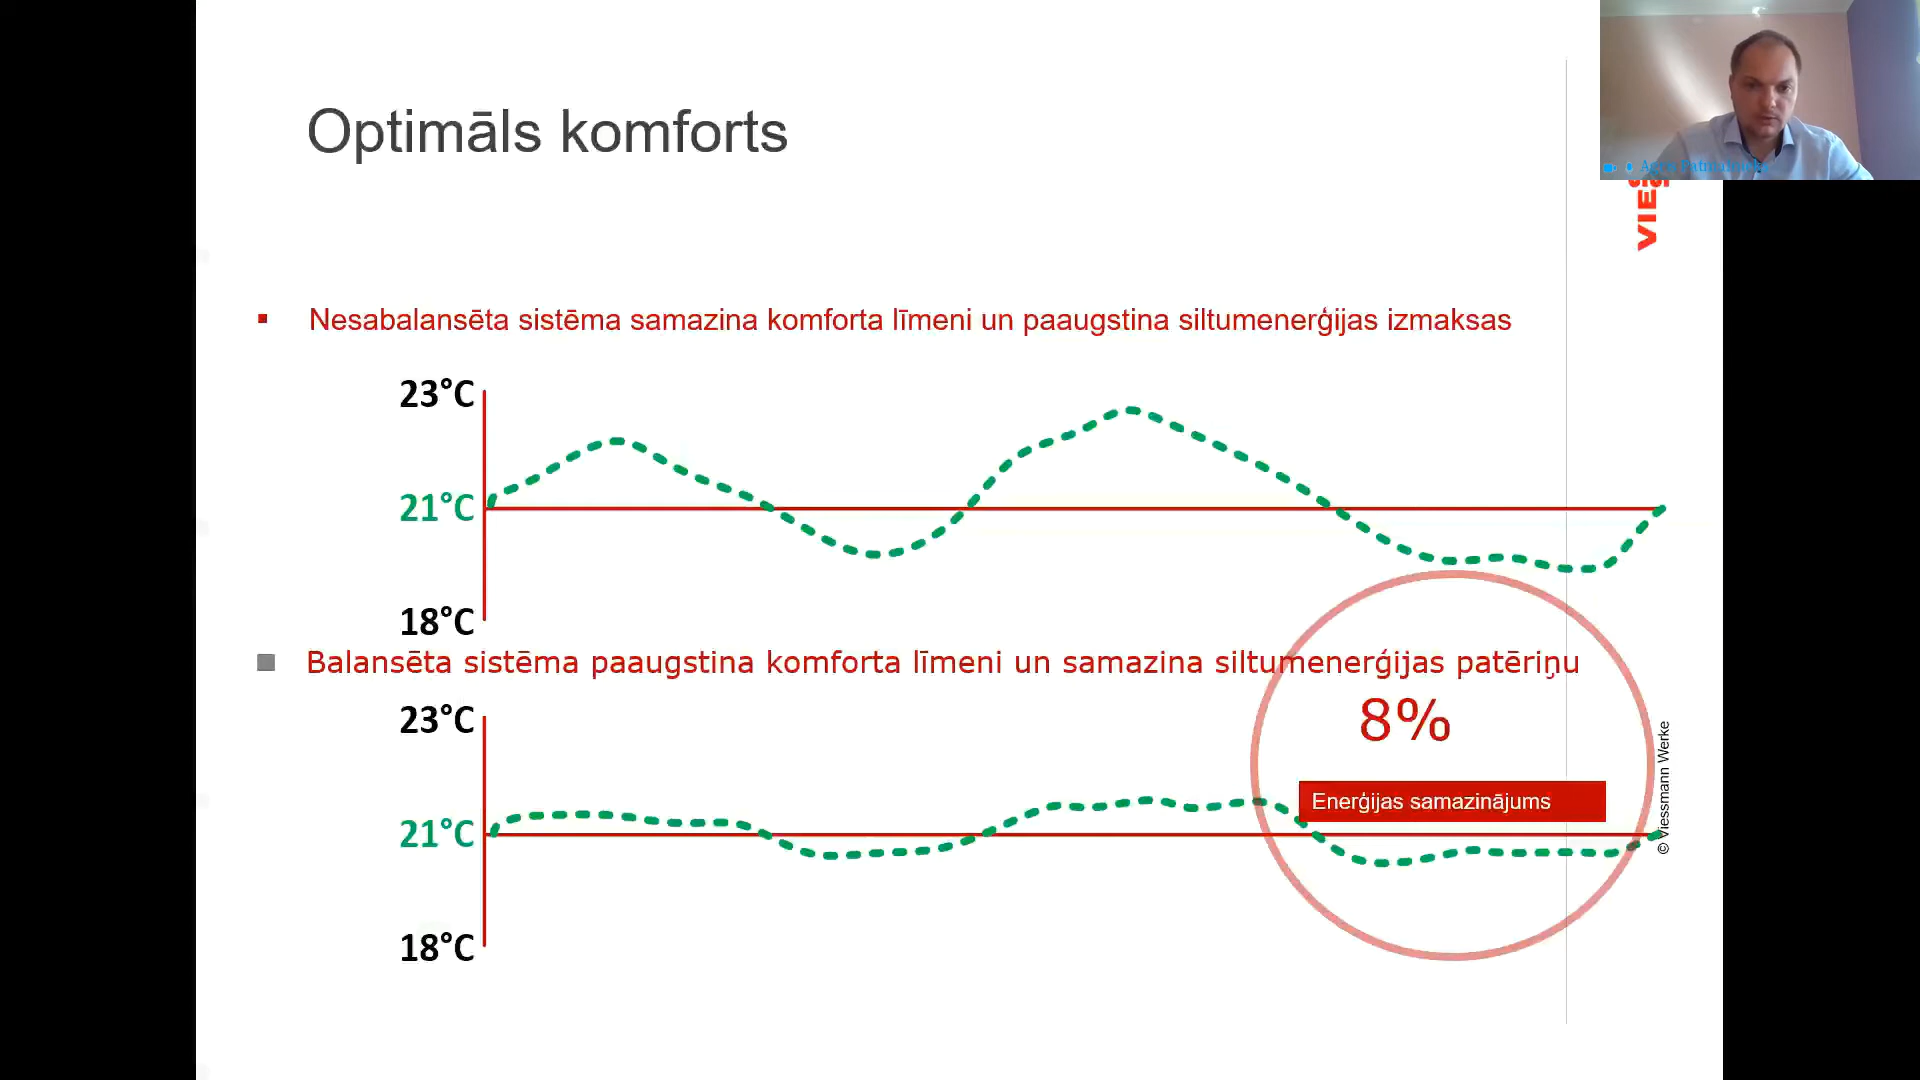 Optimāls komforts
VIES
Nesabalansēta sistēma samazina komforta līmeni un paaugstina siltumenerģijas izmaksas
23°C
21°C
18°C
Balansēta sistēma paaugstina komforta līmeni un samazina siltumenerģijas patēriņu
23°C
8%
Enerģijas samazinājums
21°C
18°C
© Viessmann Werke